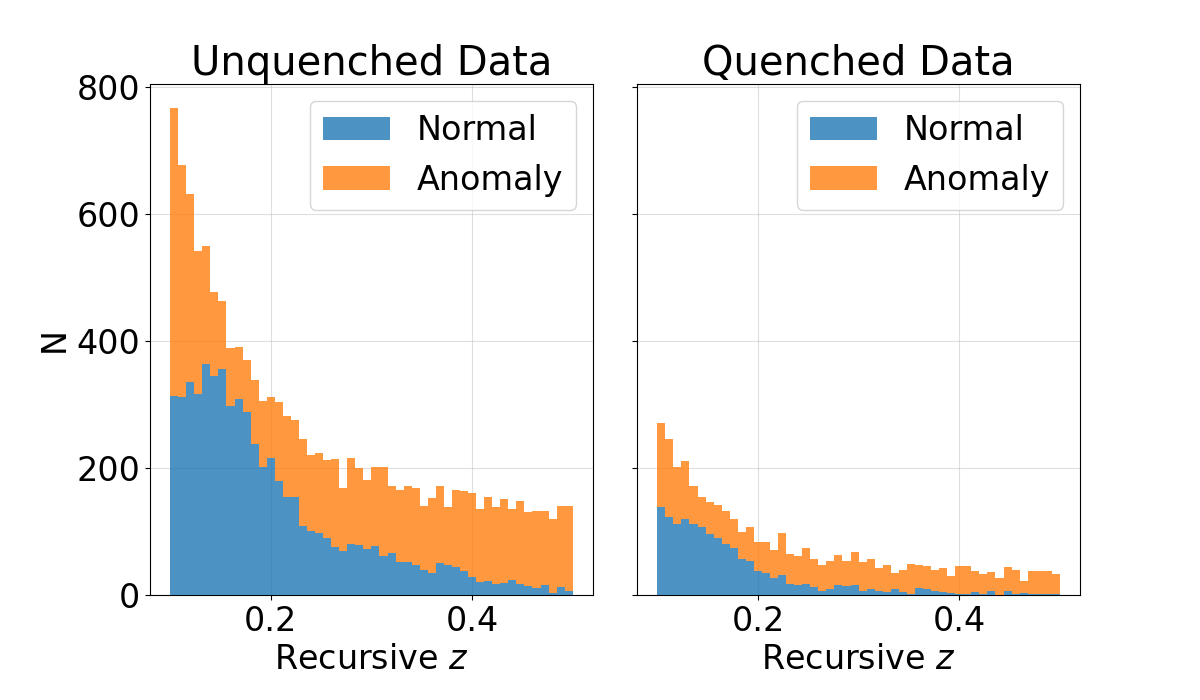 Unquenched Data
Quenched Data
800
600
400
200
0
N
Normal
Anomaly
Normal
Anomaly
0.2
0.4
0.2
0.4
Recursive z
Recursive z